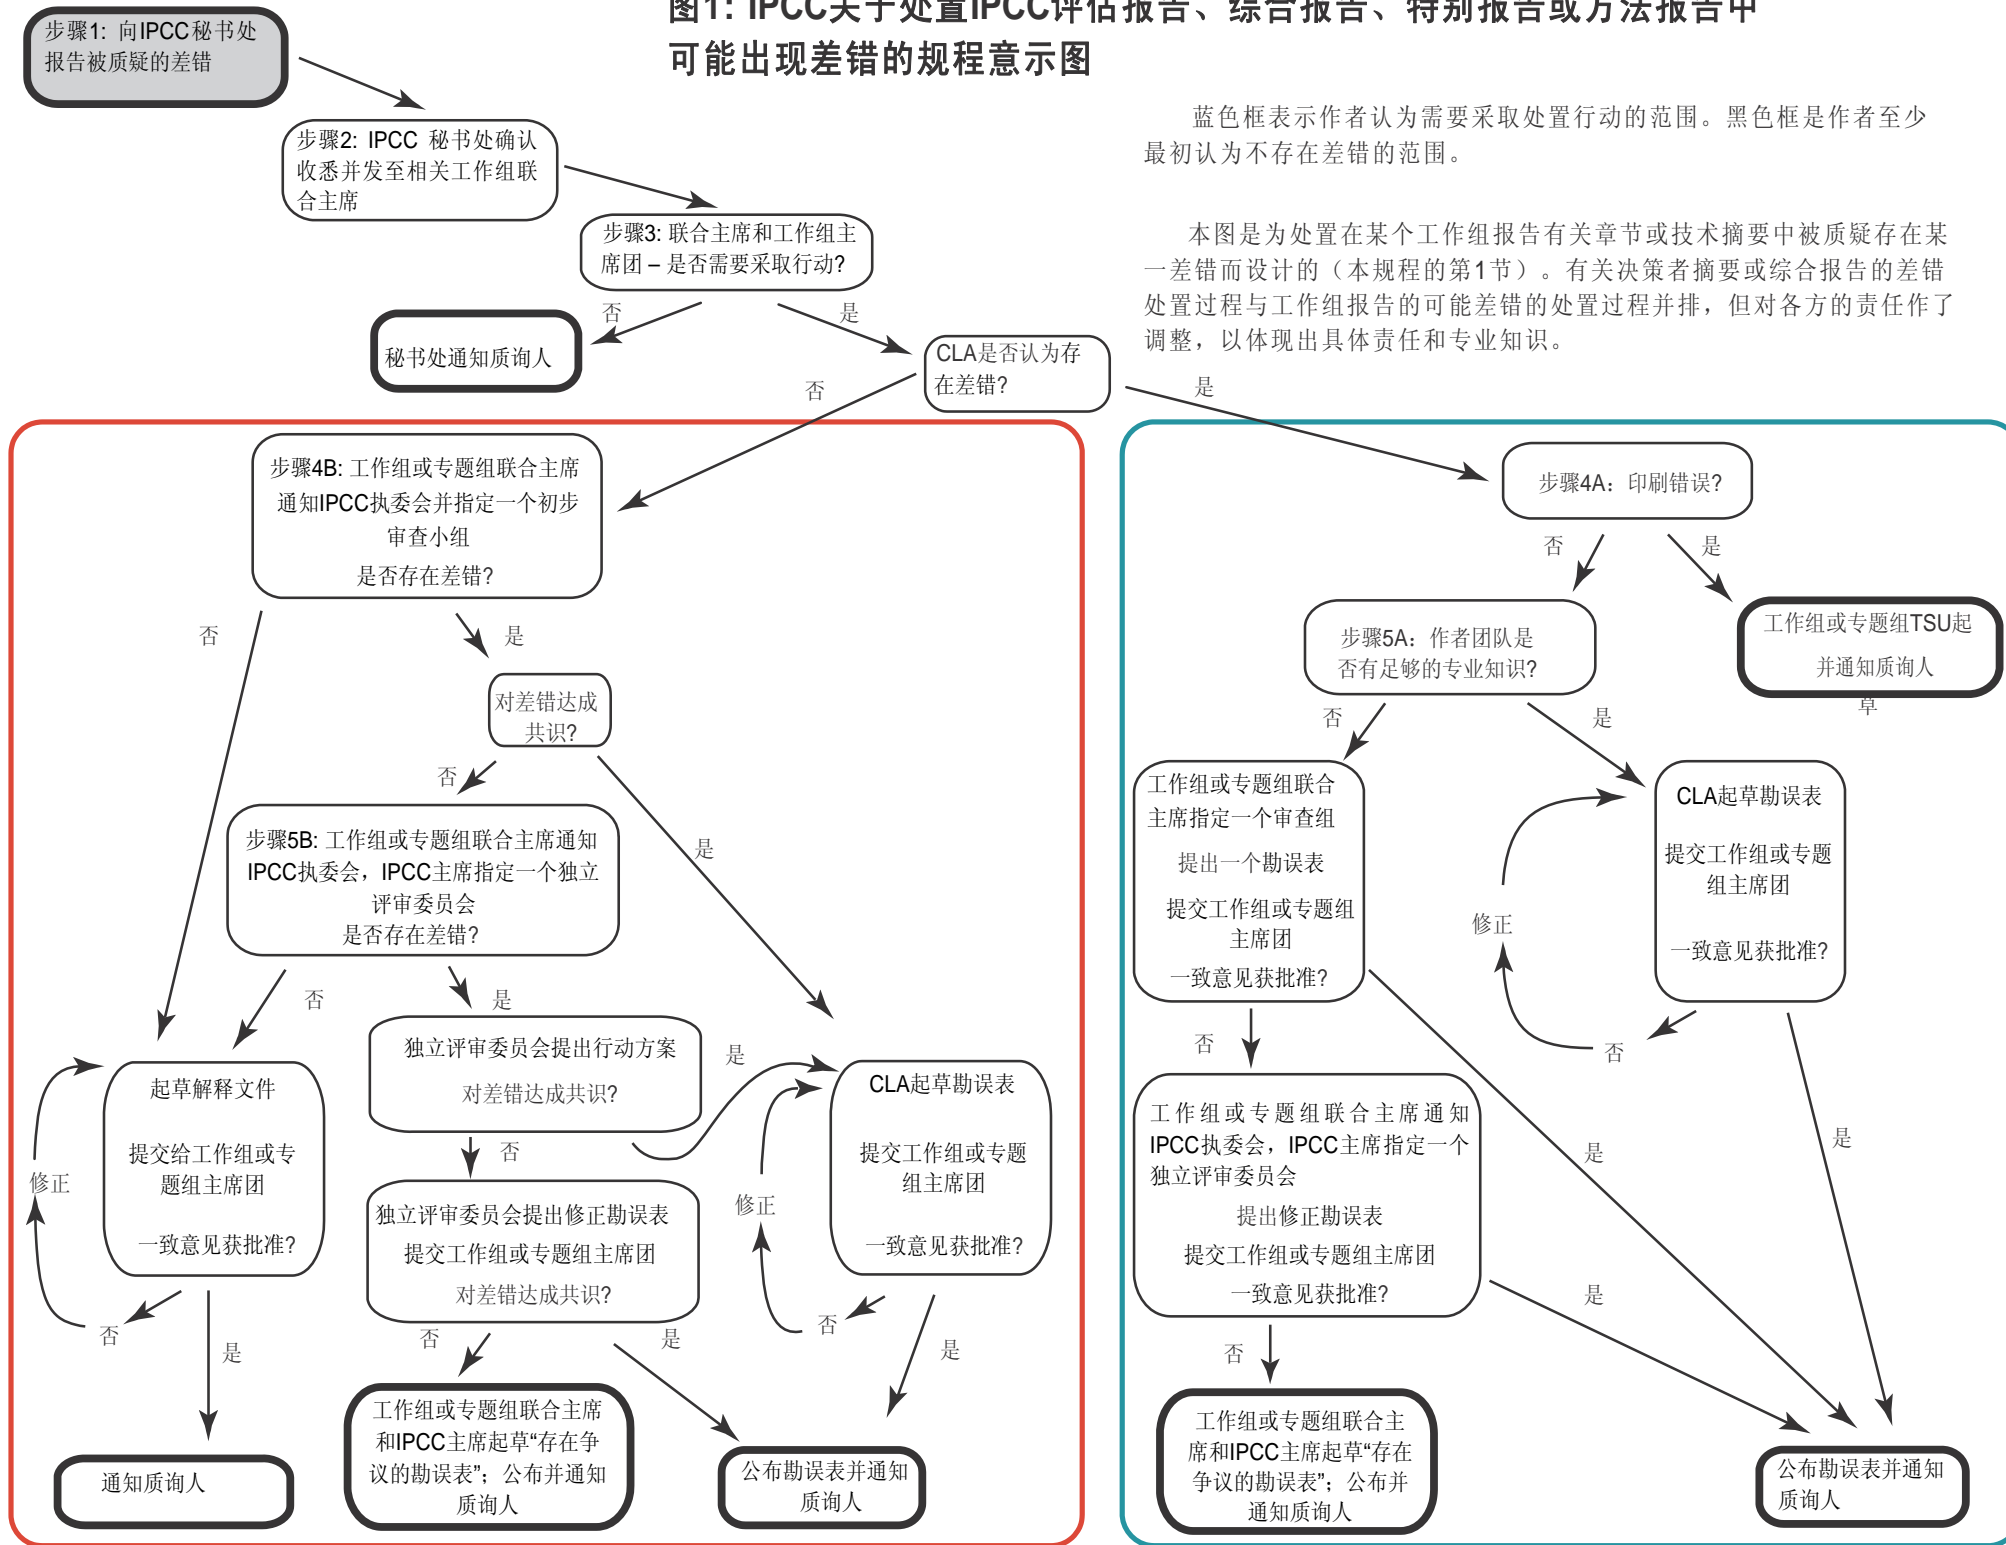 图1: IPCC关于处置IPCC评估报告、综合报告、特别报告或方法报告中
可能出现差错的规程意示图
步骤1: 向IPCC秘书处
报告被质疑的差错
蓝色框表示作者认为需要采取处置行动的范围。黑色框是作者至少
最初认为不存在差错的范围。
步骤2: IPCC 秘书处确认
收悉并发至相关工作组联
合主席
步骤3: 联合主席和工作组主
席团 – 是否需要采取行动?
本图是为处置在某个工作组报告有关章节或技术摘要中被质疑存在某
一差错而设计的（本规程的第1节）。有关决策者摘要或综合报告的差错
处置过程与工作组报告的可能差错的处置过程并排，但对各方的责任作了
调整，以体现出具体责任和专业知识。
否
是
秘书处通知质询人
CLA是否认为存
在差错?
否
是
步骤4B: 工作组或专题组联合主席
通知IPCC执委会并指定一个初步
审查小组
是否存在差错?
否
是
对差错达成
共识?
否
是
步骤5B: 工作组或专题组联合主席通知
IPCC执委会，IPCC主席指定一个独立
评审委员会
是否存在差错?
否
是
独立评审委员会提出行动方案
对差错达成共识?
是
否
起草解释文件
提交给工作组或专
题组主席团
一致意见获批准?
修正
否
是
独立评审委员会提出修正勘误表
提交工作组或专题组主席团
对差错达成共识?
否
是
CLA起草勘误表
提交工作组或专题
组主席团
一致意见获批准?
修正
否
是
通知质询人
工作组或专题组联合主席
和IPCC主席起草“存在争
议的勘误表”；公布并通知
质询人
公布勘误表并通知
质询人
步骤4A：印刷错误?
否
是
步骤5A：作者团队是
否有足够的专业知识?
工作组或专题组TSU起
并通知质询人
草
否
是
工作组或专题组联合
主席指定一个审查组
提出一个勘误表
提交工作组或专题组
主席团
一致意见获批准?
CLA起草勘误表
提交工作组或专题
组主席团
一致意见获批准?
修正
否
否
是
是
工作组或专题组联合主席通知
IPCC执委会，IPCC主席指定一个
独立评审委员会
提出修正勘误表
提交工作组或专题组主席团
一致意见获批准?
是
否
工作组或专题组联合主
席和IPCC主席起草“存在
争议的勘误表”；公布并
通知质询人
公布勘误表并通知
质询人